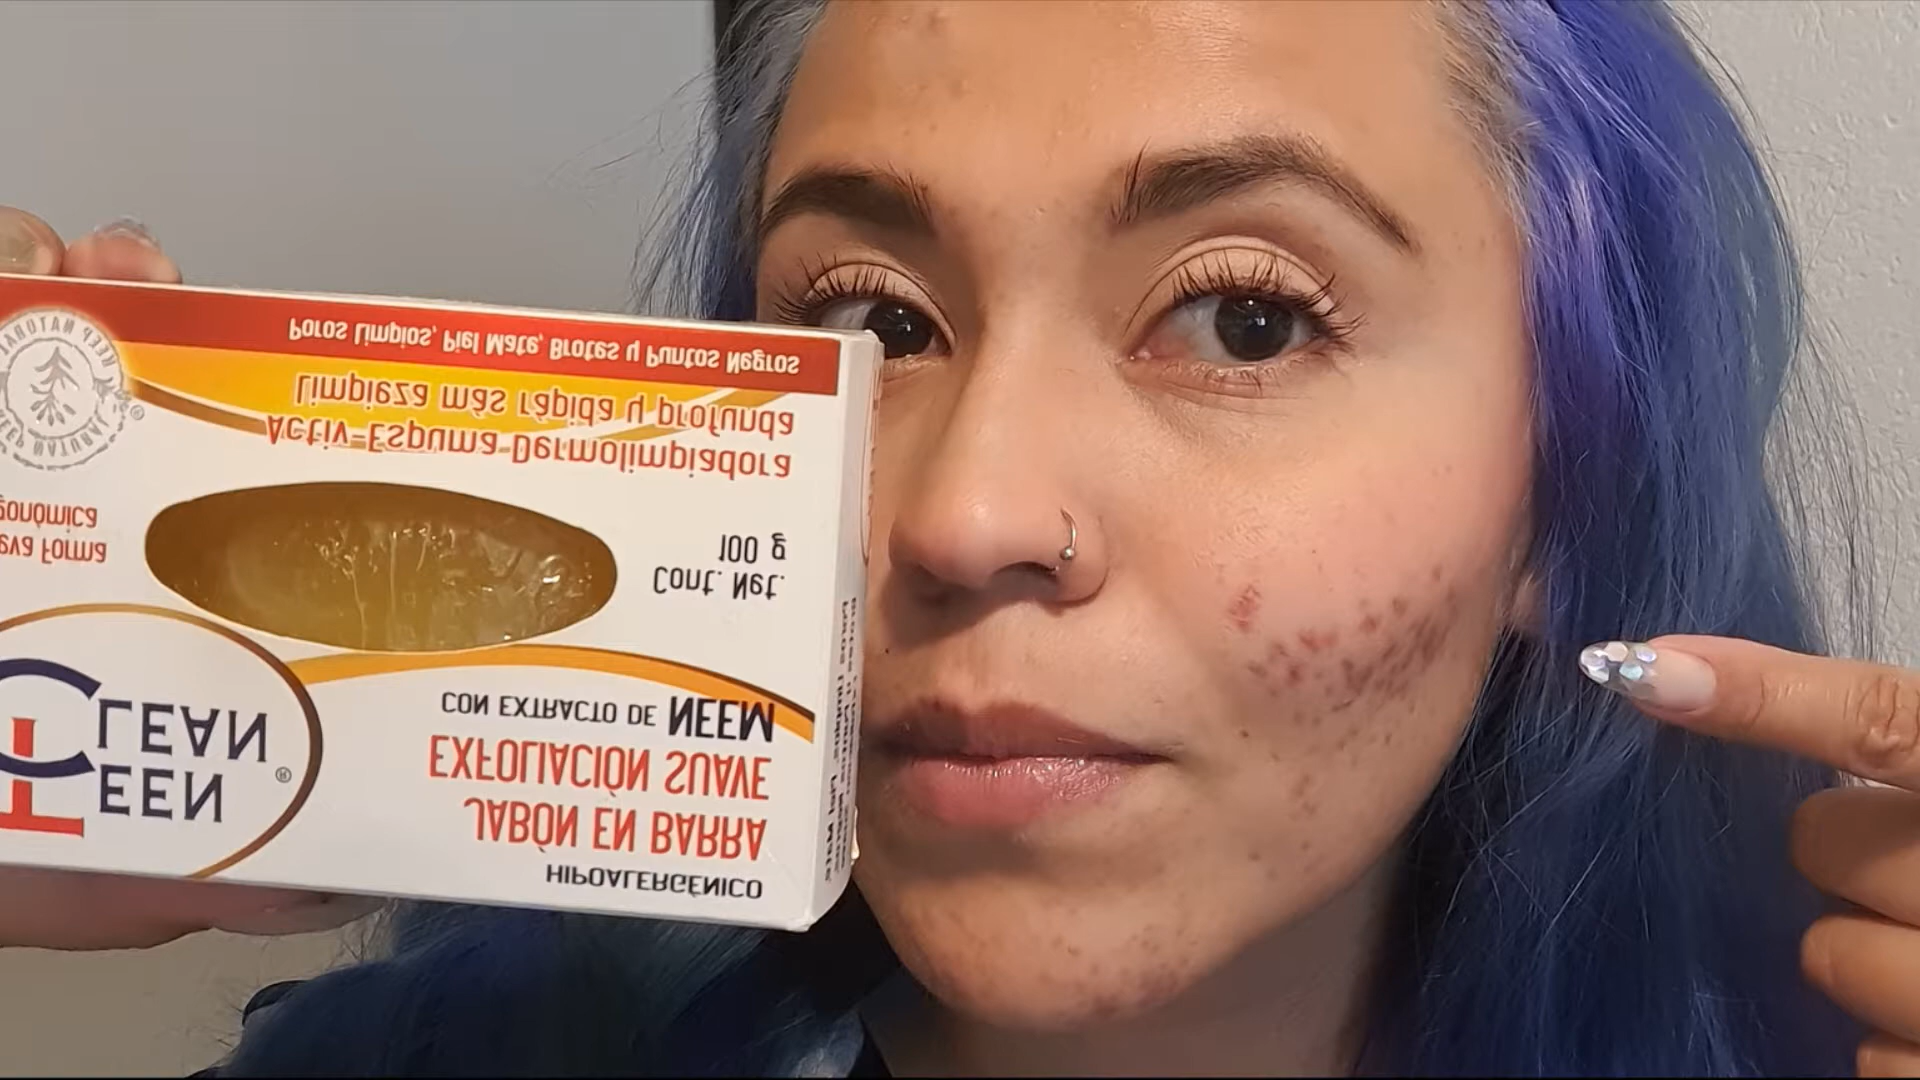 HIPOALERGÉNICO
JABÓN EN BARRA
EXFOLIACIÓN SUAVE
CON EXTRACTO DE NEEM
TEEN
CLEAN
®
Cont. Net.
100 g
Forma
Activ-Espuma Dermolimpiadora
Limpieza más rápida y profunda
Poros Limpios, Piel Mate, Brotes y Puntos Negros